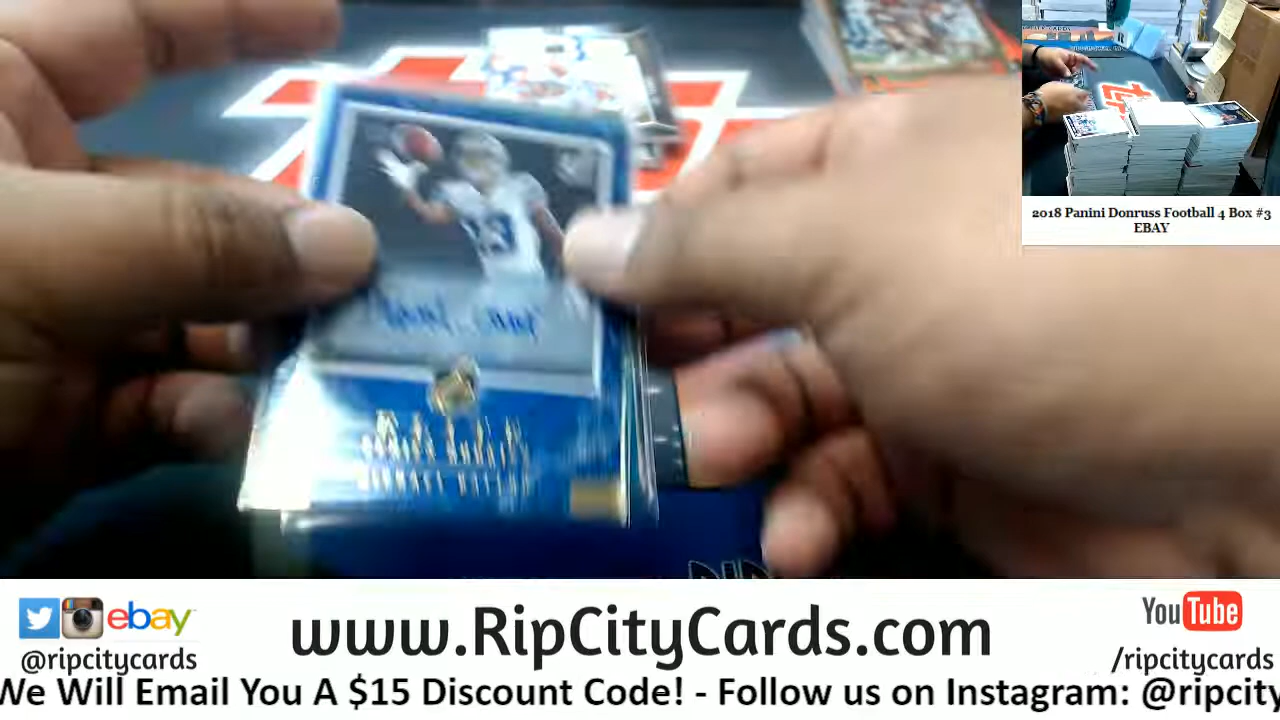 2018 Panini Donruss Football 4 Box #3
EBAY
13
ebay
@ripcitycards
www.RipCityCards.com
YouTube
/ripcitycards
We Will Email You A $15 Discount Code! - Follow us on Instagram: @ripcity